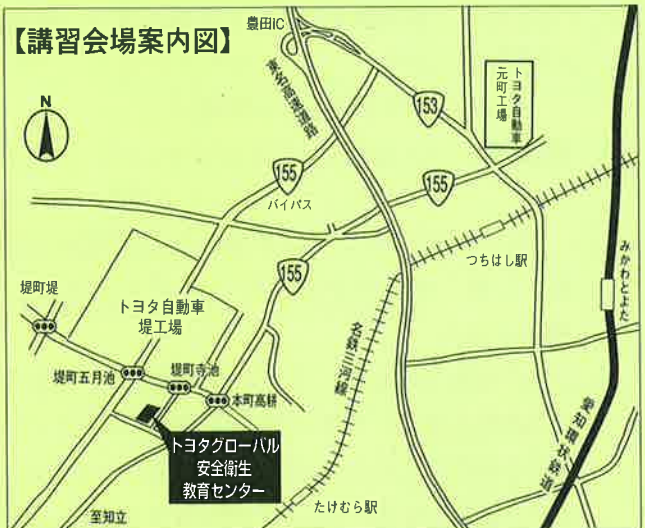 【講習会場案内図】
豊田IC
N
東名高速道路
153
トヨタ自動車
元町工場
155
バイパス
155
つちはし駅
みかわとよた
155
堤町堤
トヨタ自動車
堤工場
名鉄三河線
堤町五月池
堤町寺池
本町高耕
愛知環状鉄道
トヨタグローバル
安全衛生
教育センター
たけむら駅
至知立